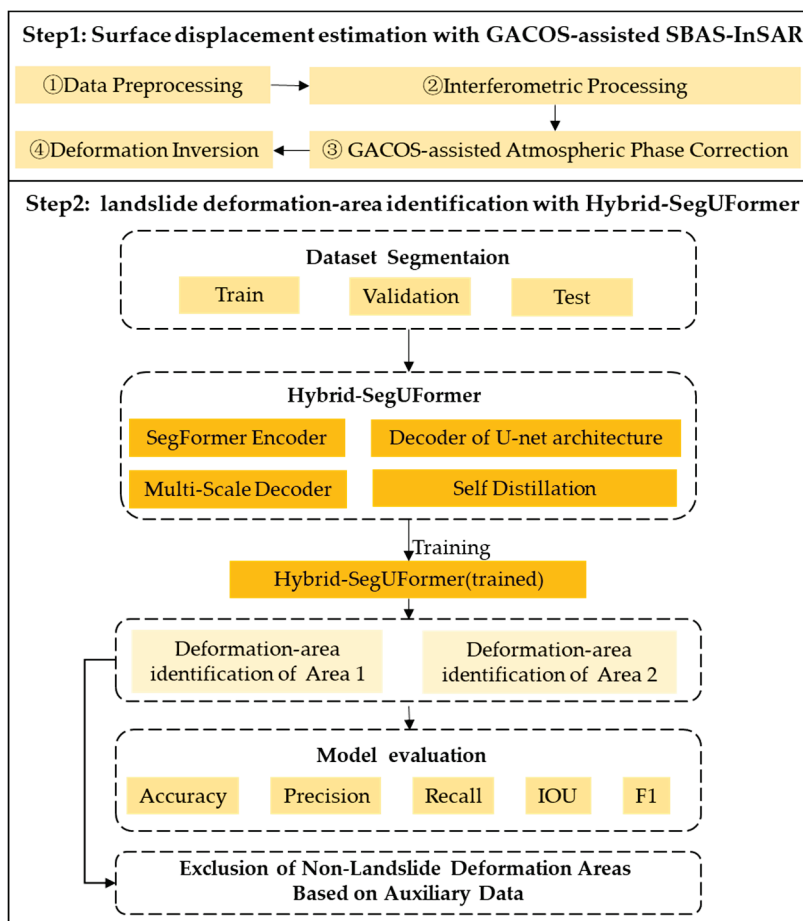 Step1: Surface displacement estimation with GACOS-assisted SBAS-InSAR
①Data Preprocessing
②Interferometric Processing
④Deformation Inversion
③ GACOS-assisted Atmospheric Phase Correction
Step2: landslide deformation-area identification with Hybrid-SegUFormer
Dataset Segmentaion
Train
Validation
Test
Hybrid-SegUFormer
SegFormer Encoder
Decoder of U-net architecture
Multi-Scale Decoder
Self Distillation
Training
Hybrid-SegUFormer(trained)
Deformation-area
identification of Area 1
Deformation-area
identification of Area 2
Model evaluation
Accuracy
Precision
Recall
IOU
F1
Exclusion of Non-Landslide Deformation Areas
Based on Auxiliary Data